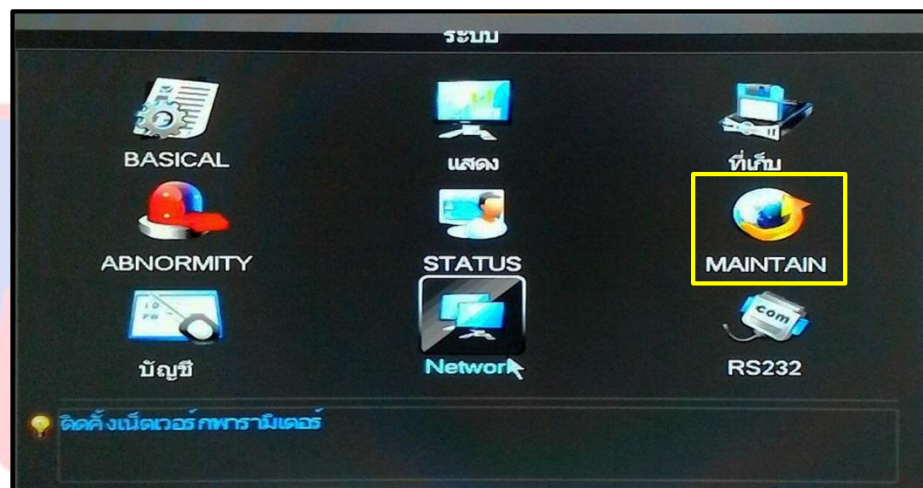 ระบบ
BASICAL แสดง ที่เก็บ
ABNORMITY STATUS MAINTAIN
บัญชี Network RS232
com
ติดตั้งเน็ตเวอร์กพารามิเตอร์